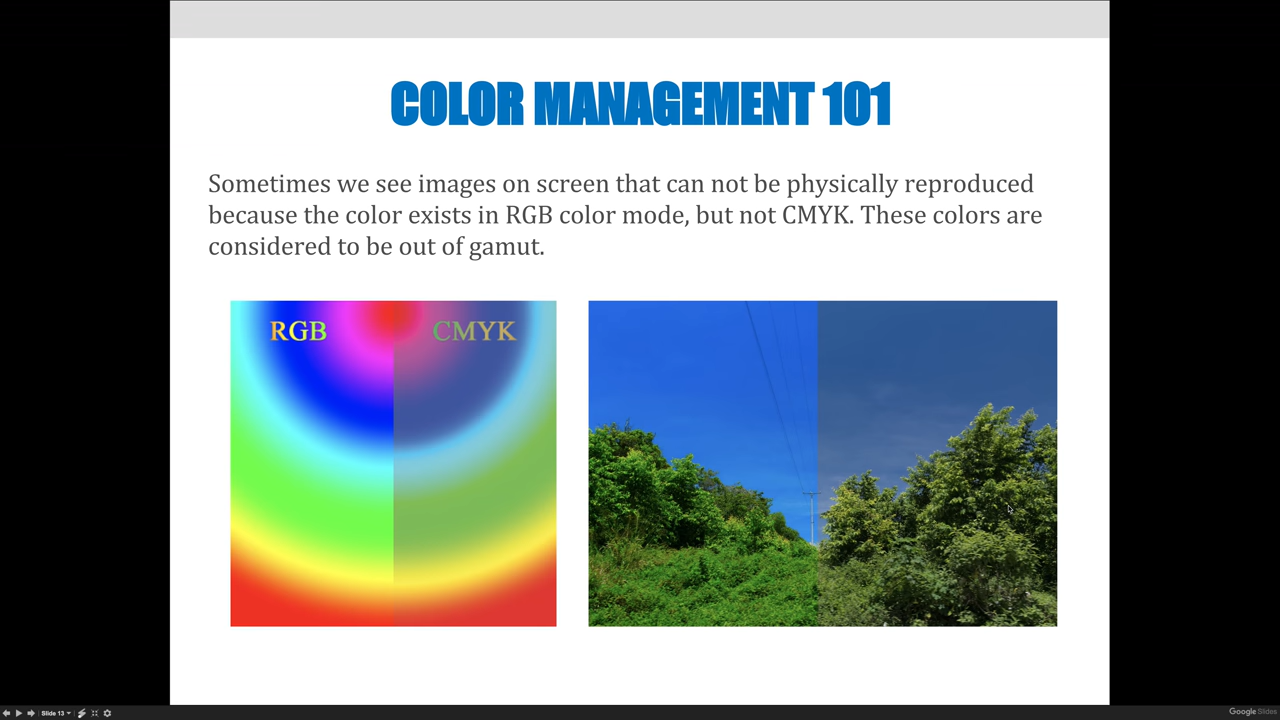 COLOR MANAGEMENT 101
Sometimes we see images on screen that can not be physically reproduced
because the color exists in RGB color mode, but not CMYK. These colors are
considered to be out of gamut.
RGB
CMYK
Slide 13
Google Slides